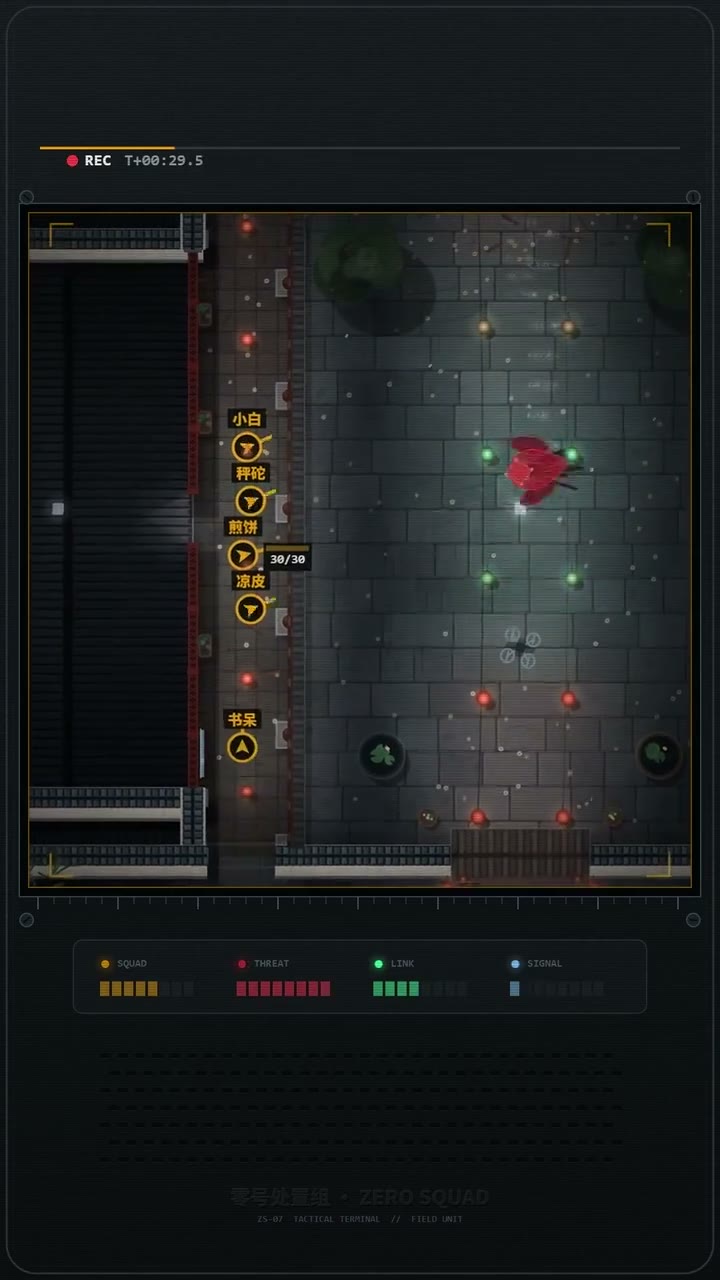 REC T+00:29.5
小白
秤砣
煎饼
30/30
凉皮
书呆
SQUAD THREAT LINK SIGNAL
零号处置组 • ZERO SQUAD
ZS-07 TACTICAL TERMINAL // FIELD UNIT